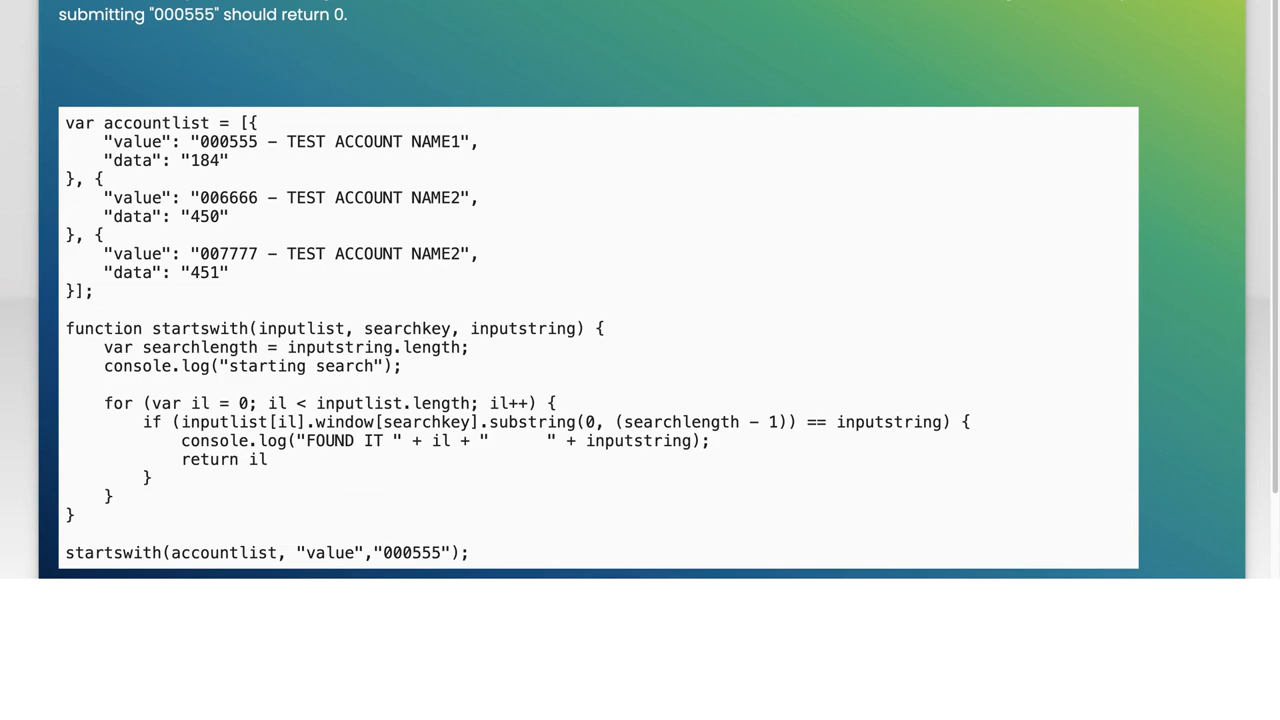 submitting "000555" should return 0.
var accountlist = [{
    "value": "000555 - TEST ACCOUNT NAME1",
    "data": "184"
}, {
    "value": "006666 - TEST ACCOUNT NAME2",
    "data": "450"
}, {
    "value": "007777 - TEST ACCOUNT NAME2",
    "data": "451"
}];
function startswith(inputlist, searchkey, inputstring) {
    var searchlength = inputstring.length;
    console.log("starting search");
    for (var il = 0; il < inputlist.length; il++) {
        if (inputlist[il].window[searchkey].substring(0, (searchlength - 1)) == inputstring) {
            console.log("FOUND IT " + il + "      " + inputstring);
            return il
        }
    }
}
startswith(accountlist, "value","000555");